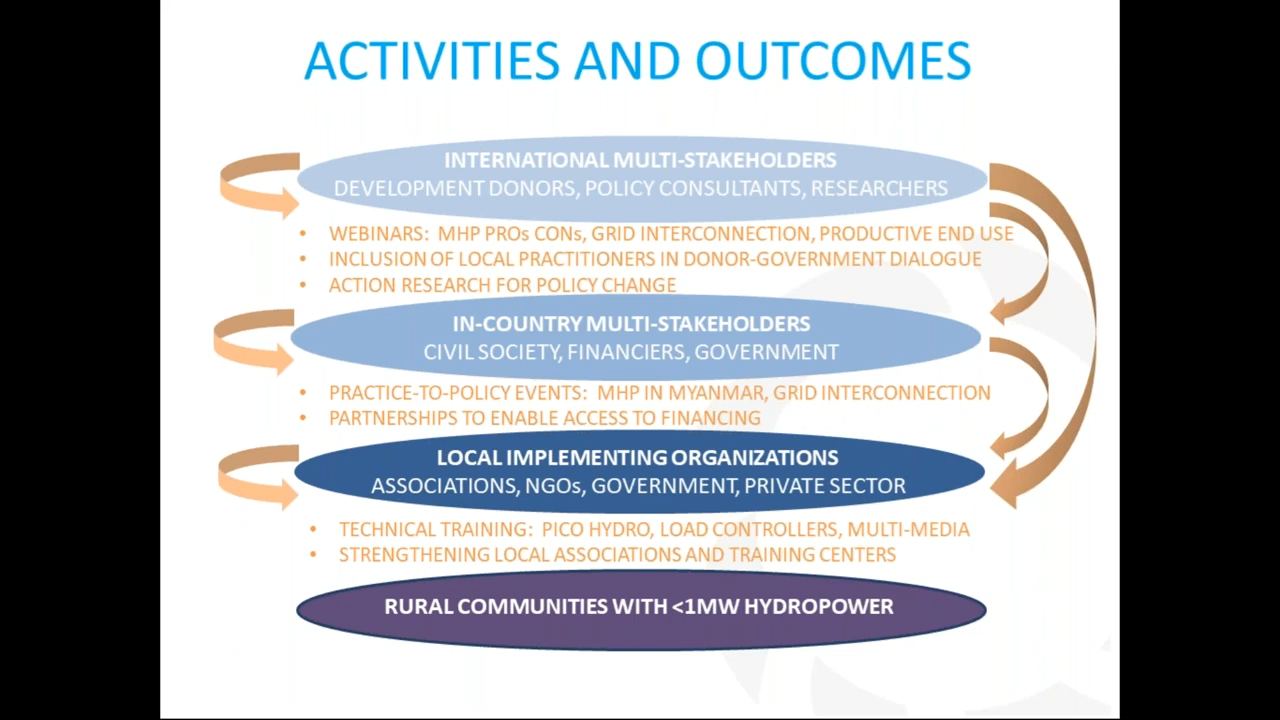 ACTIVITIES AND OUTCOMES
INTERNATIONAL MULTI-STAKEHOLDERS
DEVELOPMENT DONORS, POLICY CONSULTANTS, RESEARCHERS
• WEBINARS: MHP PROs CONs, GRID INTERCONNECTION, PRODUCTIVE END USE
• INCLUSION OF LOCAL PRACTITIONERS IN DONOR-GOVERNMENT DIALOGUE
• ACTION RESEARCH FOR POLICY CHANGE
IN-COUNTRY MULTI-STAKEHOLDERS
CIVIL SOCIETY, FINANCIERS, GOVERNMENT
• PRACTICE-TO-POLICY EVENTS: MHP IN MYANMAR, GRID INTERCONNECTION
• PARTNERSHIPS TO ENABLE ACCESS TO FINANCING
LOCAL IMPLEMENTING ORGANIZATIONS
ASSOCIATIONS, NGOs, GOVERNMENT, PRIVATE SECTOR
• TECHNICAL TRAINING: PICO HYDRO, LOAD CONTROLLERS, MULTI-MEDIA
• STRENGTHENING LOCAL ASSOCIATIONS AND TRAINING CENTERS
RURAL COMMUNITIES WITH <1MW HYDROPOWER